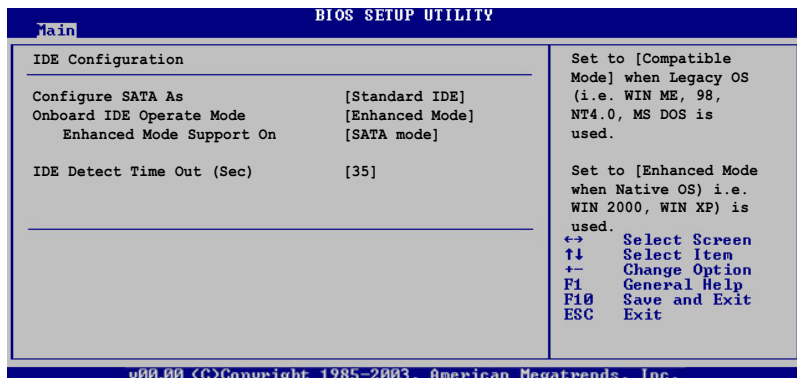 BIOS SETUP UTILITY
Main
IDE Configuration
Configure SATA As [Standard IDE]
Onboard IDE Operate Mode [Enhanced Mode]
Enhanced Mode Support On [SATA mode]
IDE Detect Time Out (Sec) [35]
Set to [Compatible
Mode] when Legacy OS
(i.e. WIN ME, 98,
NT4.0, MS DOS is
used.
Set to [Enhanced Mode
when Native OS) i.e.
WIN 2000, WIN XP) is
used.
←→ Select Screen
↑↓ Select Item
+- Change Option
F1 General Help
F10 Save and Exit
ESC Exit
v00.00 (C)Copyright 1985-2003, American Megatrends, Inc.